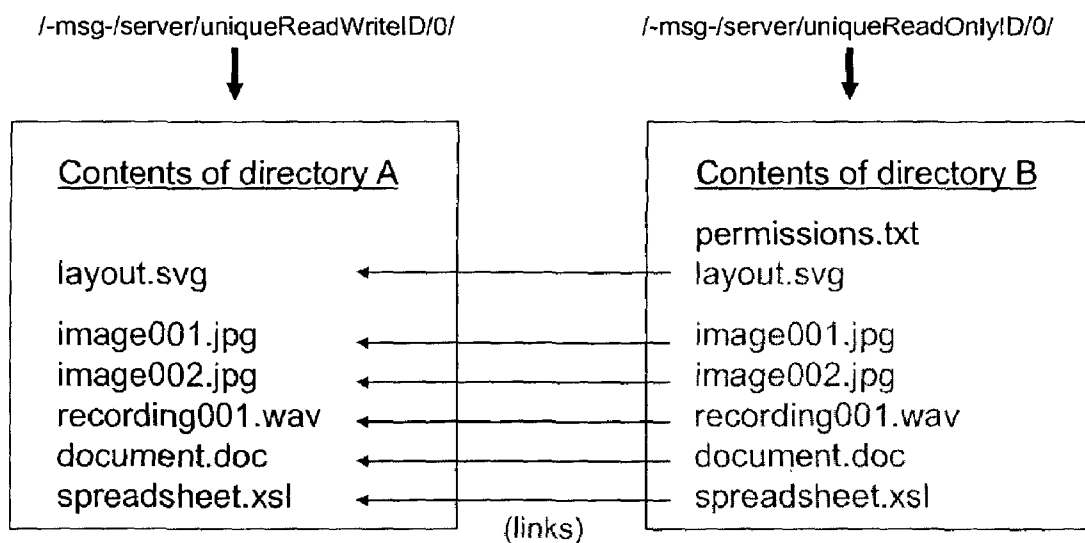 /-msg-/server/uniqueReadWriteID/0/
/-msg-/server/uniqueReadOnlyID/0/
Contents of directory A
layout.svg
image001.jpg
image002.jpg
recording001.wav
document.doc
spreadsheet.xsl
Contents of directory B
permissions.txt
layout.svg
image001.jpg
image002.jpg
recording001.wav
document.doc
spreadsheet.xsl
(links)